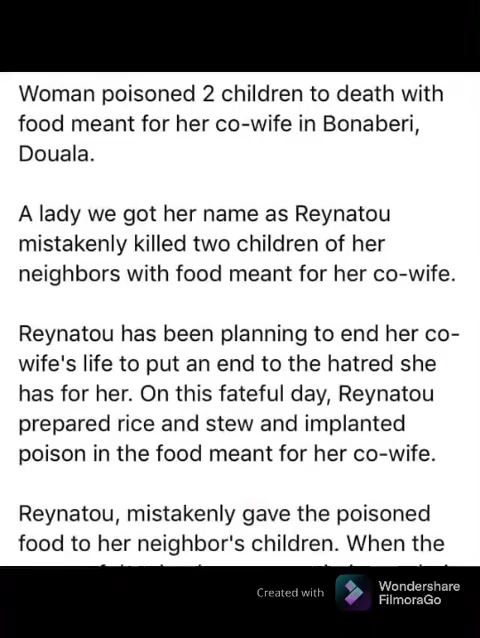 Woman poisoned 2 children to death with
food meant for her co-wife in Bonaberi,
Douala.
A lady we got her name as Reynatou
mistakenly killed two children of her
neighbors with food meant for her co-wife.
Reynatou has been planning to end her co-
wife's life to put an end to the hatred she
has for her. On this fateful day, Reynatou
prepared rice and stew and implanted
poison in the food meant for her co-wife.
Reynatou, mistakenly gave the poisoned
food to her neighbor's children. When the
Created with
Wondershare
FilmoraGo